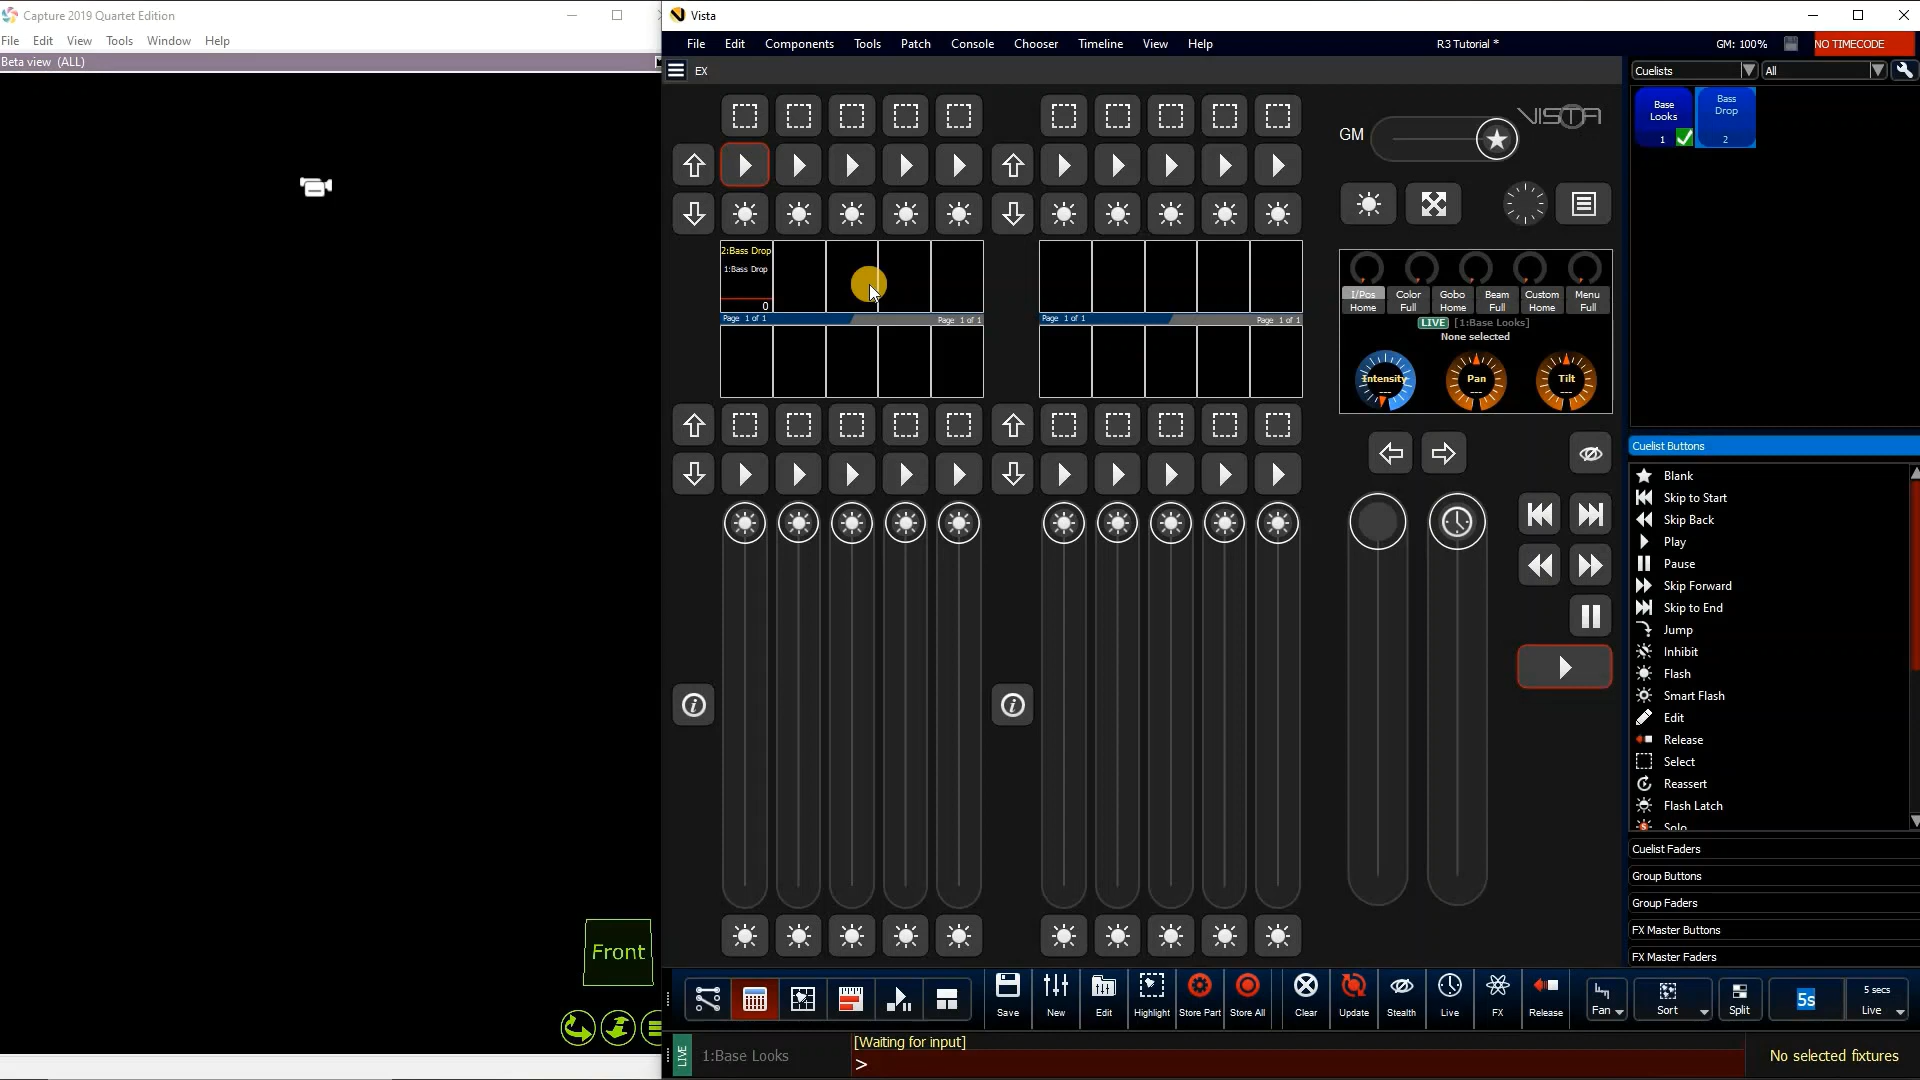 Capture 2019 Quartet Edition
File Edit View Tools Window Help
Beta view (ALL)
Front
Vista
File Edit Components Tools Patch Console Chooser Timeline View Help
R3 Tutorial *
GM: 100%
NO TIMECODE
EX
GM
VISTA
2:Bass Drop
1:Bass Drop
0
Page 1 of 1
Page 1 of 1
Page 1 of 1
Page 1 of 1
I/Pos Color Gobo Beam Custom Menu
Home Full Home Full Home Full
LIVE [1:Base Looks]
None selected
Intensity Pan Tilt
--- --- ---
Cuelists
All
Base Looks
1
Bass Drop
2
Cuelist Buttons
Blank
Skip to Start
Skip Back
Play
Pause
Skip Forward
Skip to End
Jump
Inhibit
Flash
Smart Flash
Edit
Release
Select
Reassert
Flash Latch
Solo
Cuelist Faders
Group Buttons
Group Faders
FX Master Buttons
FX Master Faders
Save New Edit Highlight Store Part Store All Clear Update Stealth Live FX Release Fan Sort Split
5s
5 secs
Live
LIVE
1:Base Looks
[Waiting for input]
>
No selected fixtures